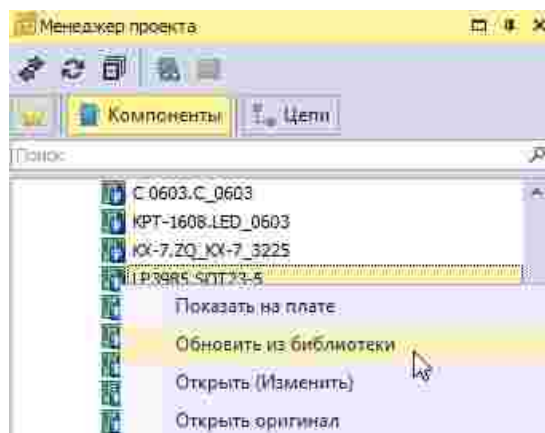 Менеджер проекта
Компоненты
Цепи
Поиск
C 0603.C_0603
KPT-1608.LED_0603
KX-7.ZQ_KX-7_3225
LP3985.SOT23-5
Показать на плате
Обновить из библиотеки
Открыть (Изменить)
Открыть оригинал